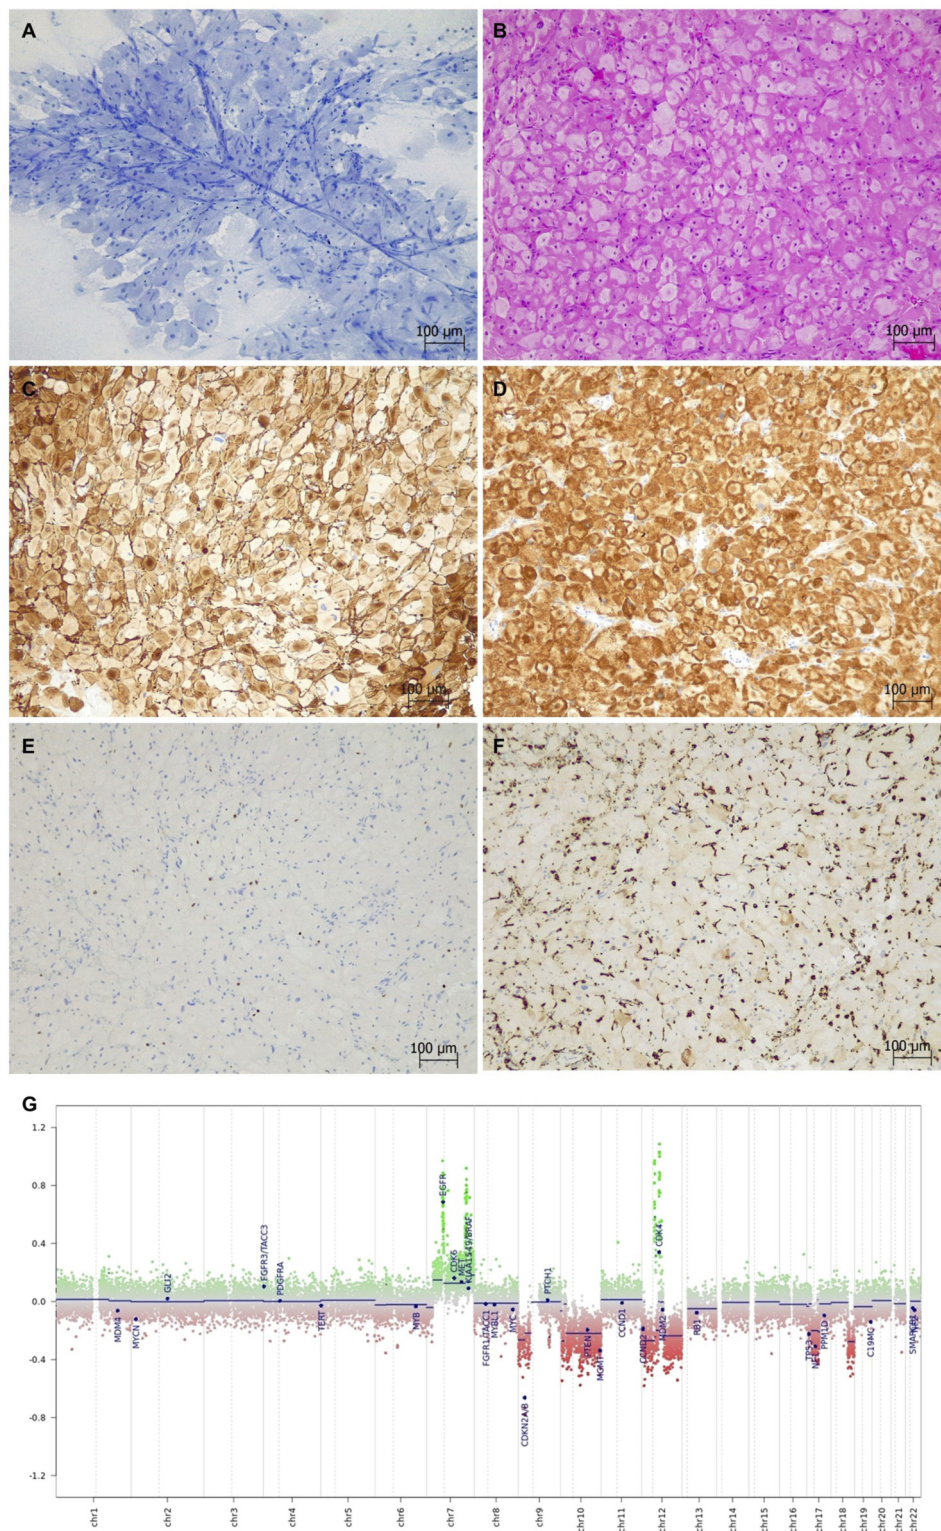 A
B
100 µm
100 µm
C
D
100 µm
100 µm
E
F
100 µm
100 µm
G
1.2
0.8
0.4
0.0
-0.4
-0.8
-1.2
MDM4
MYCN
GLI2
FGFR3/TACC3
PDGFRA
TERT
MYB
EGFR
CDK6
MET
KIAA1549/BRAF
FGFR1/TACC1
MYBL1
MYC
CDKN2A/B
PTCH1
PTEN
MGMT
CCND1
CCND2
CDK4
MDM2
RB1
TP53
NF1
PPM1D
C19MC
SMARCB1
chr1
chr2
chr3
chr4
chr5
chr6
chr7
chr8
chr9
chr10
chr11
chr12
chr13
chr14
chr15
chr16
chr17
chr18
chr19
chr20
chr21
chr22